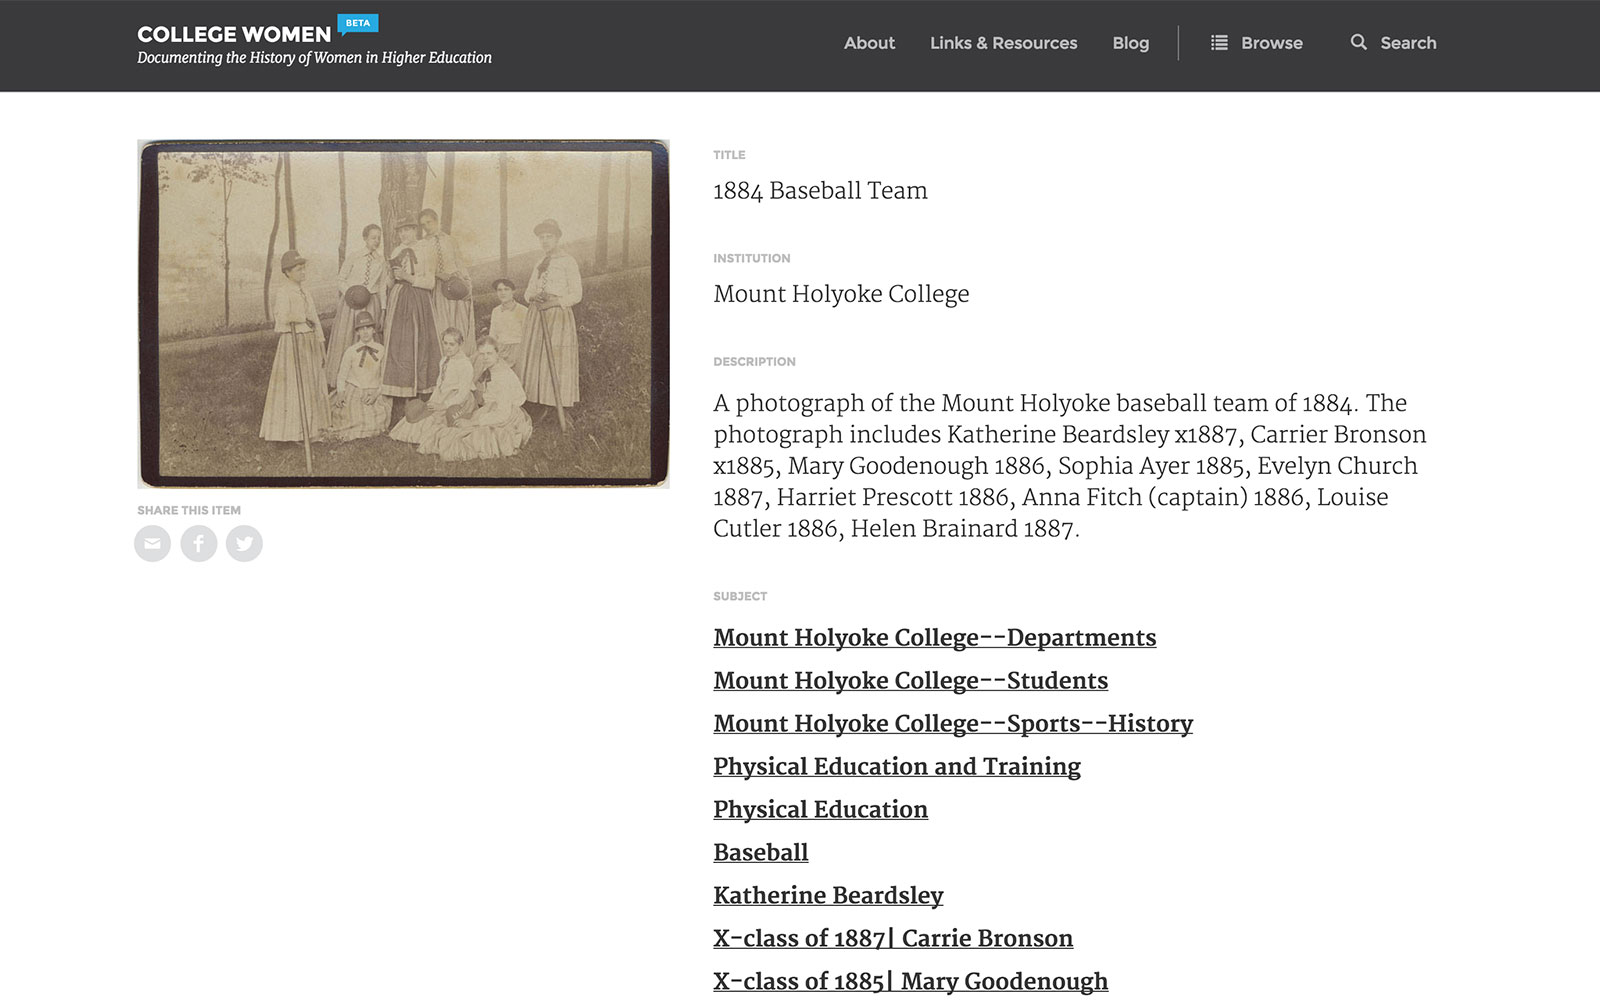 COLLEGE WOMEN BETA
Documenting the History of Women in Higher Education
About Links & Resources Blog Browse Search
TITLE
1884 Baseball Team
INSTITUTION
Mount Holyoke College
DESCRIPTION
A photograph of the Mount Holyoke baseball team of 1884. The
photograph includes Katherine Beardsley x1887, Carrier Bronson
x1885, Mary Goodenough 1886, Sophia Ayer 1885, Evelyn Church
1887, Harriet Prescott 1886, Anna Fitch (captain) 1886, Louise
Cutler 1886, Helen Brainard 1887.
SHARE THIS ITEM
SUBJECT
Mount Holyoke College--Departments
Mount Holyoke College--Students
Mount Holyoke College--Sports--History
Physical Education and Training
Physical Education
Baseball
Katherine Beardsley
X-class of 1887| Carrie Bronson
X-class of 1885| Mary Goodenough